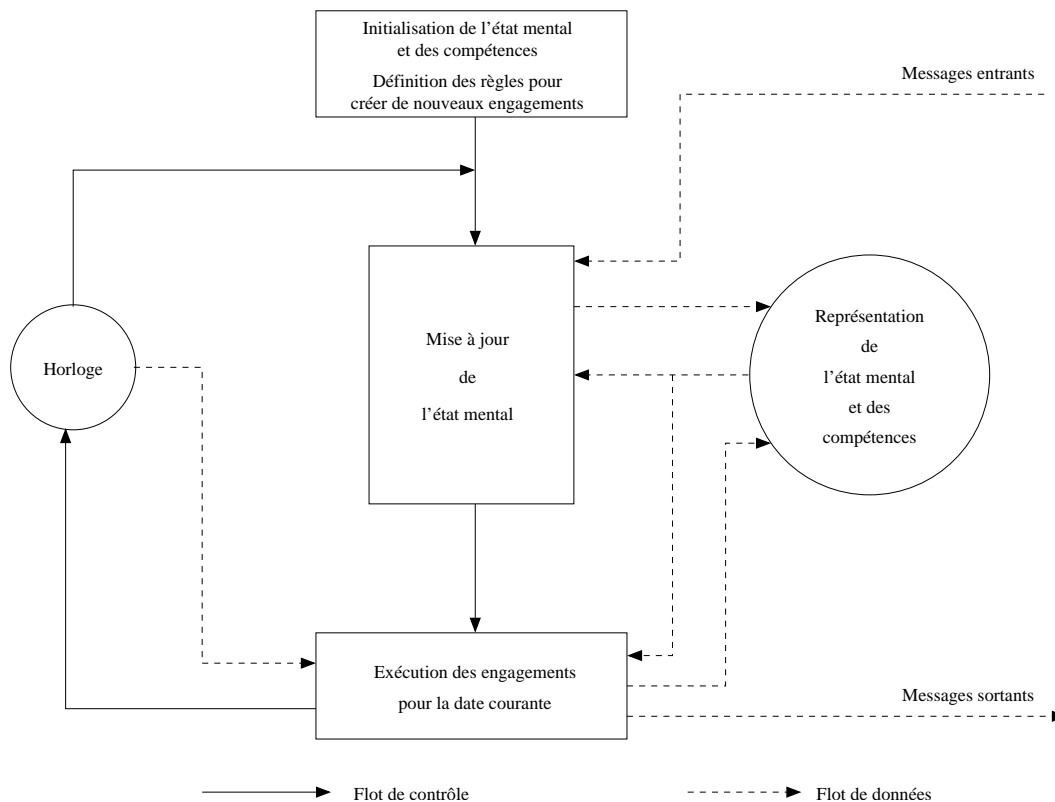 Initialisation de l’état mental
et des compétences
Définition des règles pour
créer de nouveaux engagements
Messages entrants
Horloge
Mise à jour
de
l’état mental
Représentation
de
l’état mental
et des
compétences
Exécution des engagements
pour la date courante
Messages sortants
Flot de contrôle
Flot de données